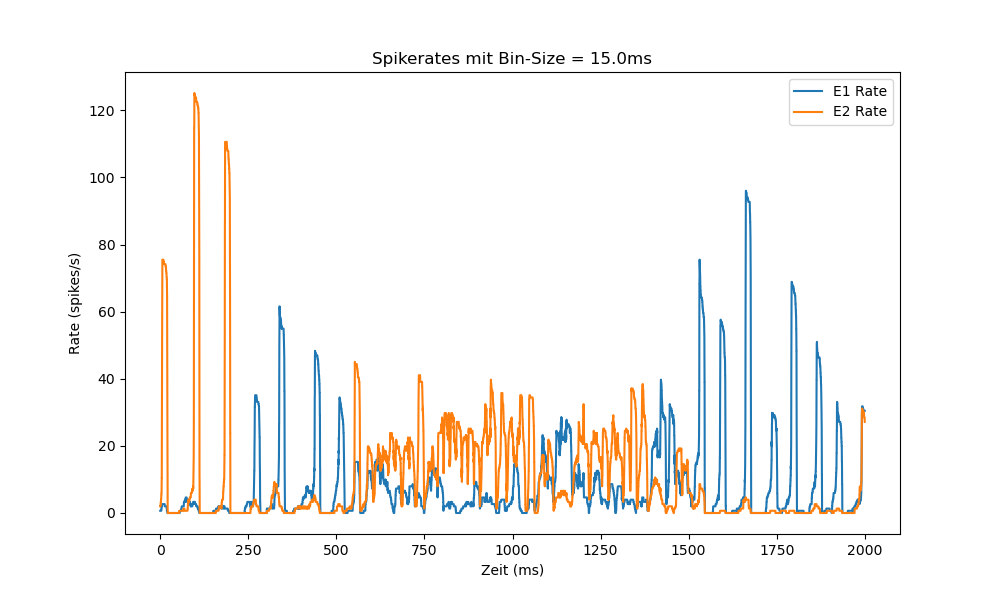 Spikerates mit Bin-Size = 15.0ms
E1 Rate
E2 Rate
120
100
80
60
40
20
0
Rate (spikes/s)
0 250 500 750 1000 1250 1500 1750 2000
Zeit (ms)